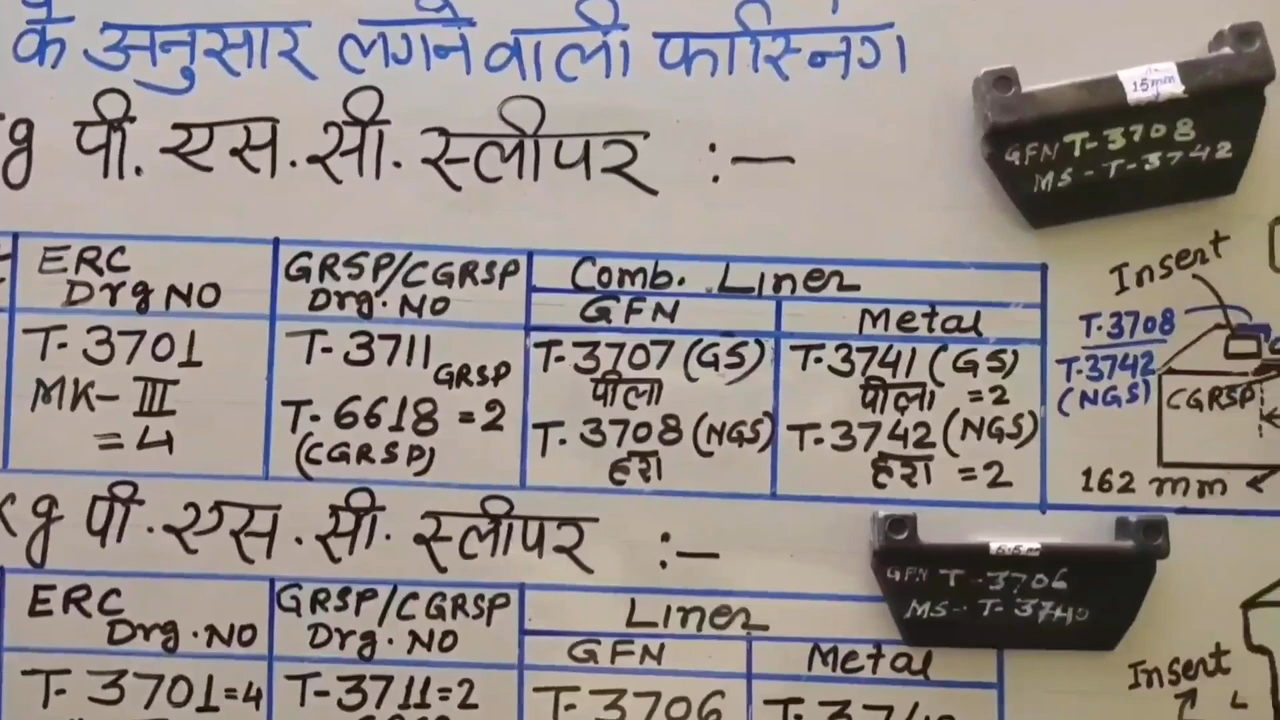 के अनुसार लगने वाली फास्निंग
15mm
GFN T-3708
MS-T-3742
g पी. एस. सी. स्लीपर :-
ERC Drg NO
GRSP/CGRSP Drg. NO
Comb. Liner
GFN
Metal
T-3701
MK-III
=4
T-3711 GRSP
T-6618 =2
(CGRSP)
T-3707 (GS)
पीला
T-3708 (NGS)
हरा
T-3741 (GS)
पीला =2
T-3742 (NGS)
हरा =2
Insert
T.3708
T.3742
(NGS)
CGRSP
162 mm
kg पी. एस. सी. स्लीपर :-
GFN T-3706
MS-T-3740
ERC Drg. NO
GRSP/CGRSP Drg. NO
Liner
GFN
Metal
T-3701=4
T-3711=2
T-3706
Insert